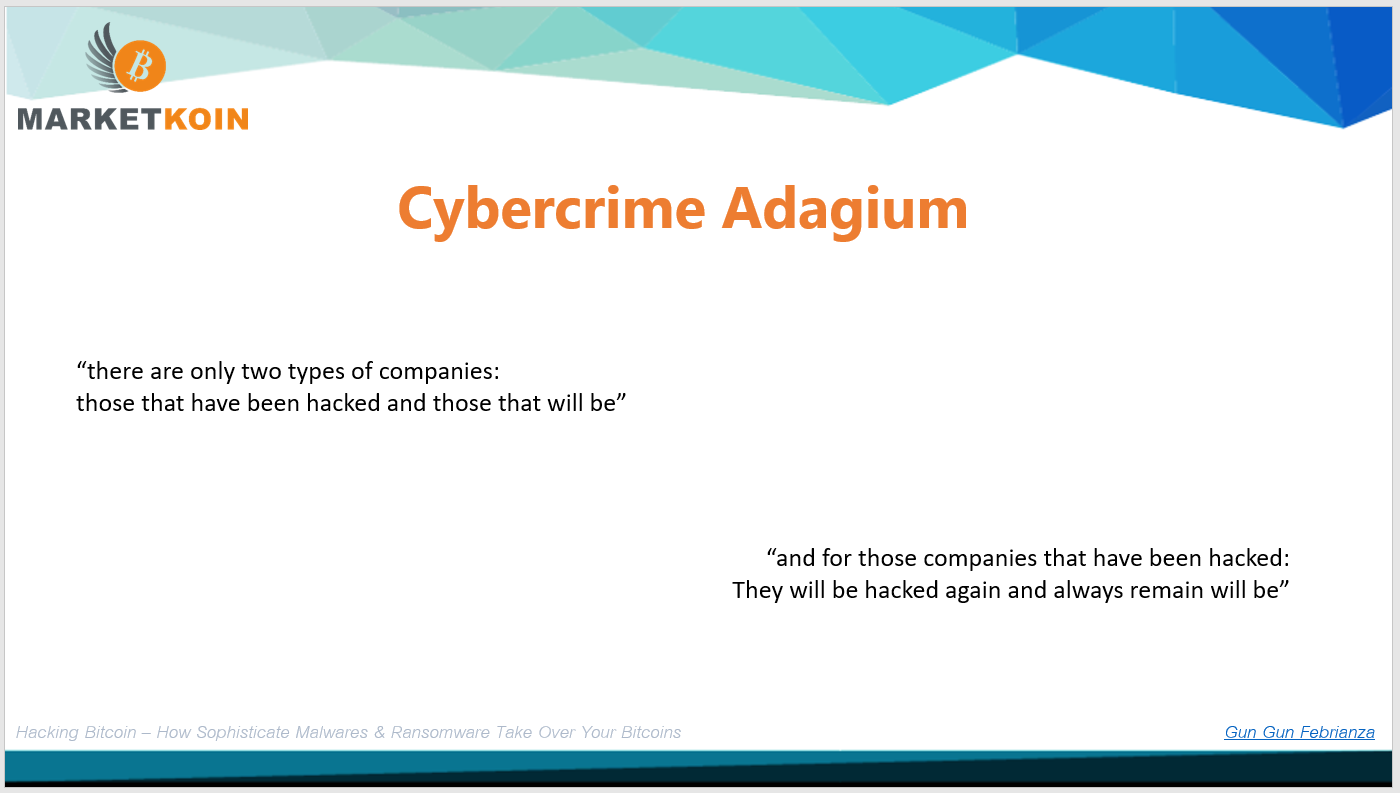 MARKETKOIN
Cybercrime Adagium
“there are only two types of companies:
those that have been hacked and those that will be”
“and for those companies that have been hacked:
They will be hacked again and always remain will be”
Hacking Bitcoin – How Sophisticate Malwares & Ransomware Take Over Your Bitcoins
Gun Gun Febrianza